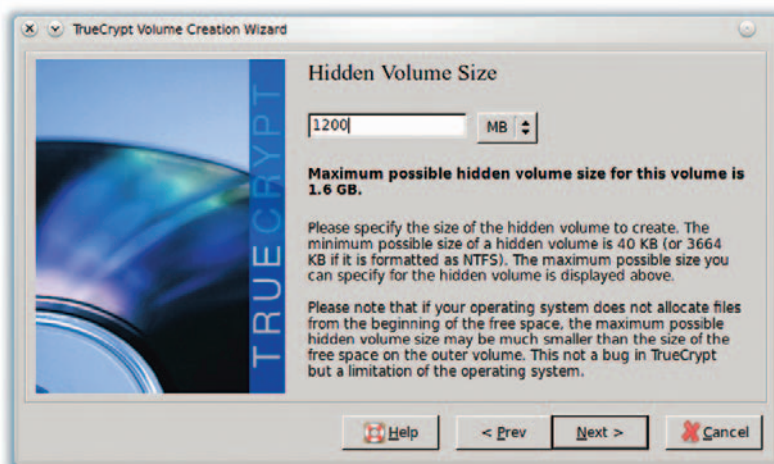 TrueCrypt Volume Creation Wizard
TRUECRYPT
Hidden Volume Size
1200
MB
Maximum possible hidden volume size for this volume is
1.6 GB.
Please specify the size of the hidden volume to create. The
minimum possible size of a hidden volume is 40 KB (or 3664
KB if it is formatted as NTFS). The maximum possible size you
can specify for the hidden volume is displayed above.
Please note that if your operating system does not allocate files
from the beginning of the free space, the maximum possible
hidden volume size may be much smaller than the size of the
free space on the outer volume. This not a bug in TrueCrypt
but a limitation of the operating system.
Help
< Prev
Next >
Cancel